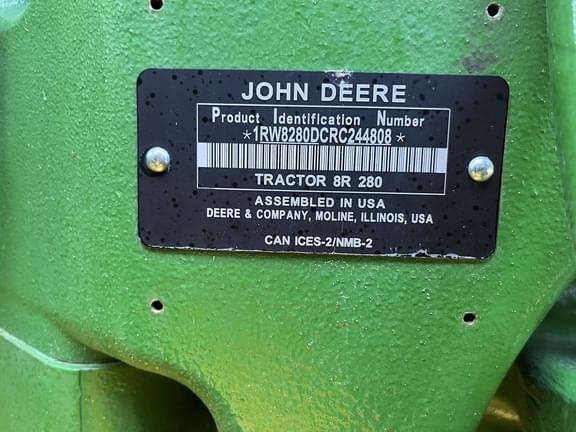 JOHN DEERE
Product Identification Number
*1RW8280DCRC244808*
TRACTOR 8R 280
ASSEMBLED IN USA
DEERE & COMPANY, MOLINE, ILLINOIS, USA
CAN ICES-2/NMB-2